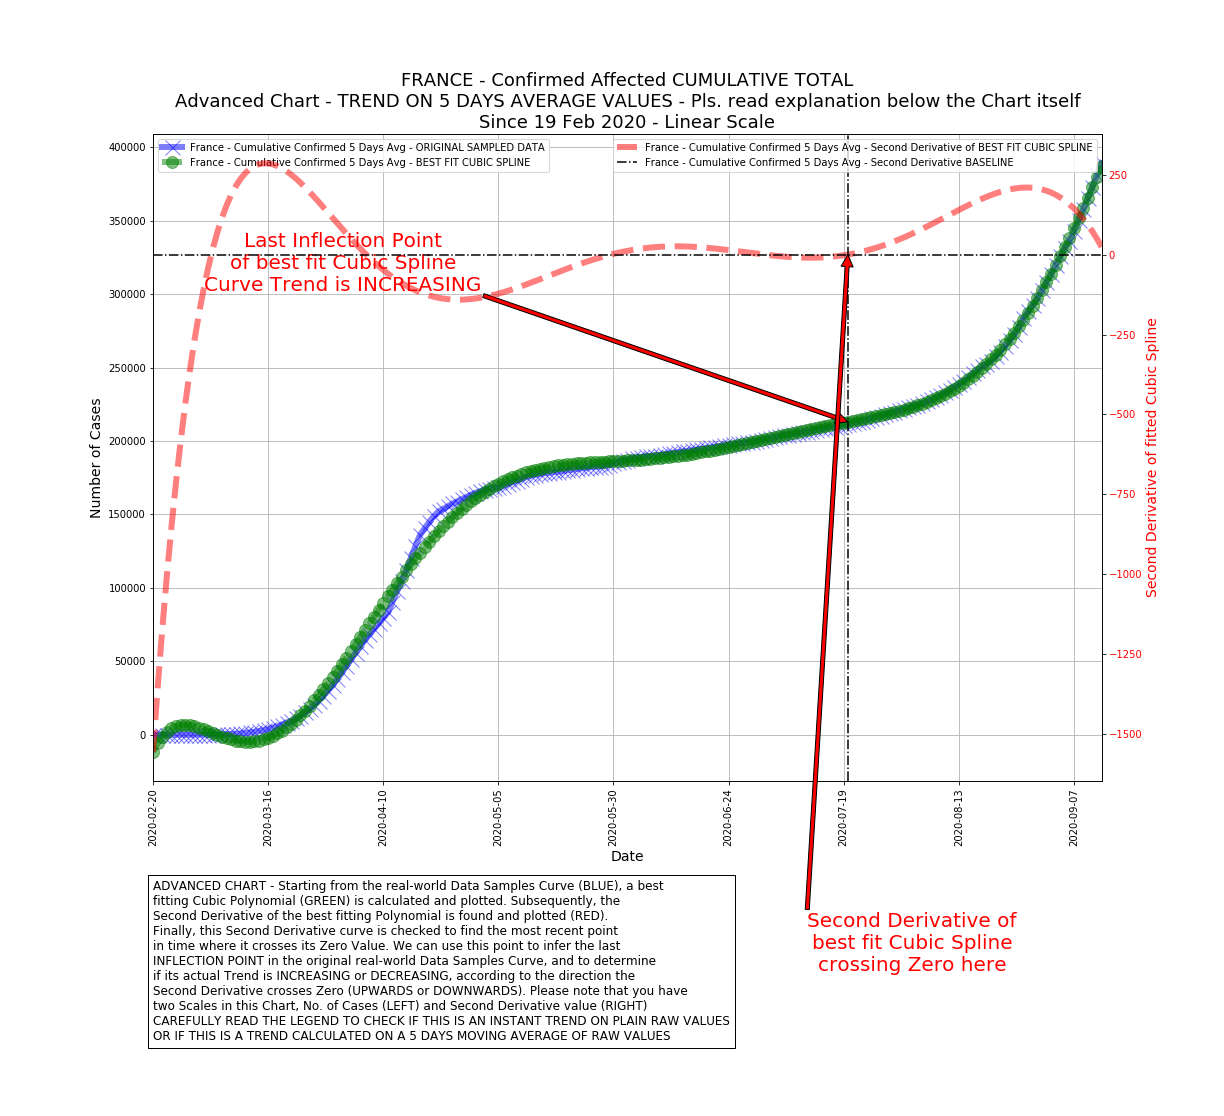 FRANCE - Confirmed Affected CUMULATIVE TOTAL
Advanced Chart - TREND ON 5 DAYS AVERAGE VALUES - Pls. read explanation below the Chart itself
Since 19 Feb 2020 - Linear Scale
France - Cumulative Confirmed 5 Days Avg - ORIGINAL SAMPLED DATA
France - Cumulative Confirmed 5 Days Avg - BEST FIT CUBIC SPLINE
France - Cumulative Confirmed 5 Days Avg - Second Derivative of BEST FIT CUBIC SPLINE
France - Cumulative Confirmed 5 Days Avg - Second Derivative BASELINE
Number of Cases
400000
350000
300000
250000
200000
150000
100000
50000
0
Last Inflection Point
of best fit Cubic Spline
Curve Trend is INCREASING
250
0
−250
−500
−750
−1000
−1250
−1500
Second Derivative of fitted Cubic Spline
2020-02-20
2020-03-16
2020-04-10
2020-05-05
2020-05-30
2020-06-24
2020-07-19
2020-08-13
2020-09-07
Date
ADVANCED CHART - Starting from the real-world Data Samples Curve (BLUE), a best
fitting Cubic Polynomial (GREEN) is calculated and plotted. Subsequently, the
Second Derivative of the best fitting Polynomial is found and plotted (RED).
Finally, this Second Derivative curve is checked to find the most recent point
in time where it crosses its Zero Value. We can use this point to infer the last
INFLECTION POINT in the original real-world Data Samples Curve, and to determine
if its actual Trend is INCREASING or DECREASING, according to the direction the
Second Derivative crosses Zero (UPWARDS or DOWNWARDS). Please note that you have
two Scales in this Chart, No. of Cases (LEFT) and Second Derivative value (RIGHT)
CAREFULLY READ THE LEGEND TO CHECK IF THIS IS AN INSTANT TREND ON PLAIN RAW VALUES
OR IF THIS IS A TREND CALCULATED ON A 5 DAYS MOVING AVERAGE OF RAW VALUES
Second Derivative of
best fit Cubic Spline
crossing Zero here